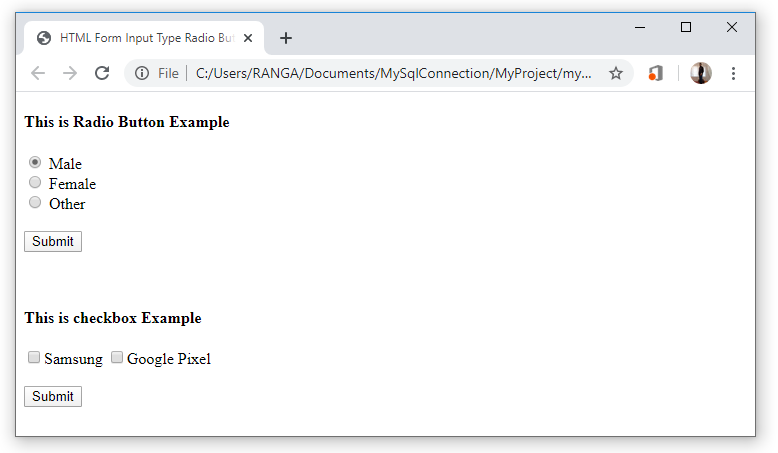 HTML Form Input Type Radio But
File C:/Users/RANGA/Documents/MySqlConnection/MyProject/my...
This is Radio Button Example
Male
Female
Other
Submit
This is checkbox Example
Samsung Google Pixel
Submit